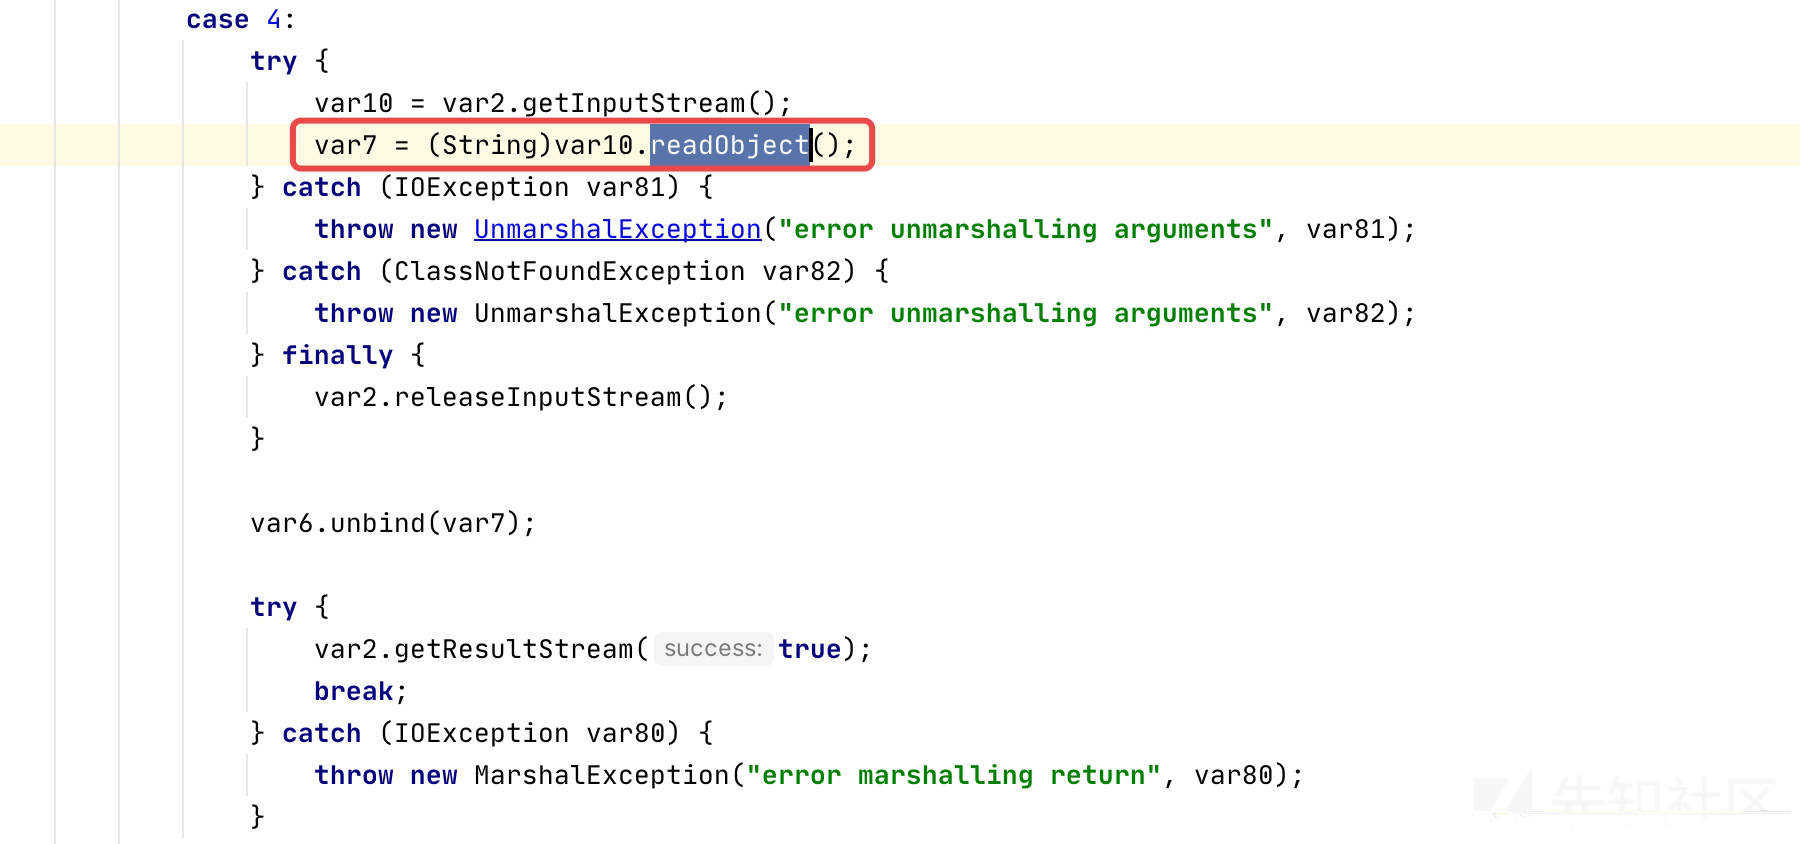 case 4:
try {
var10 = var2.getInputStream();
var7 = (String)var10.readObject();
} catch (IOException var81) {
throw new UnmarshalException("error unmarshalling arguments", var81);
} catch (ClassNotFoundException var82) {
throw new UnmarshalException("error unmarshalling arguments", var82);
} finally {
var2.releaseInputStream();
}
var6.unbind(var7);
try {
var2.getResultStream( success: true);
break;
} catch (IOException var80) {
throw new MarshalException("error marshalling return", var80);
}
先知社区